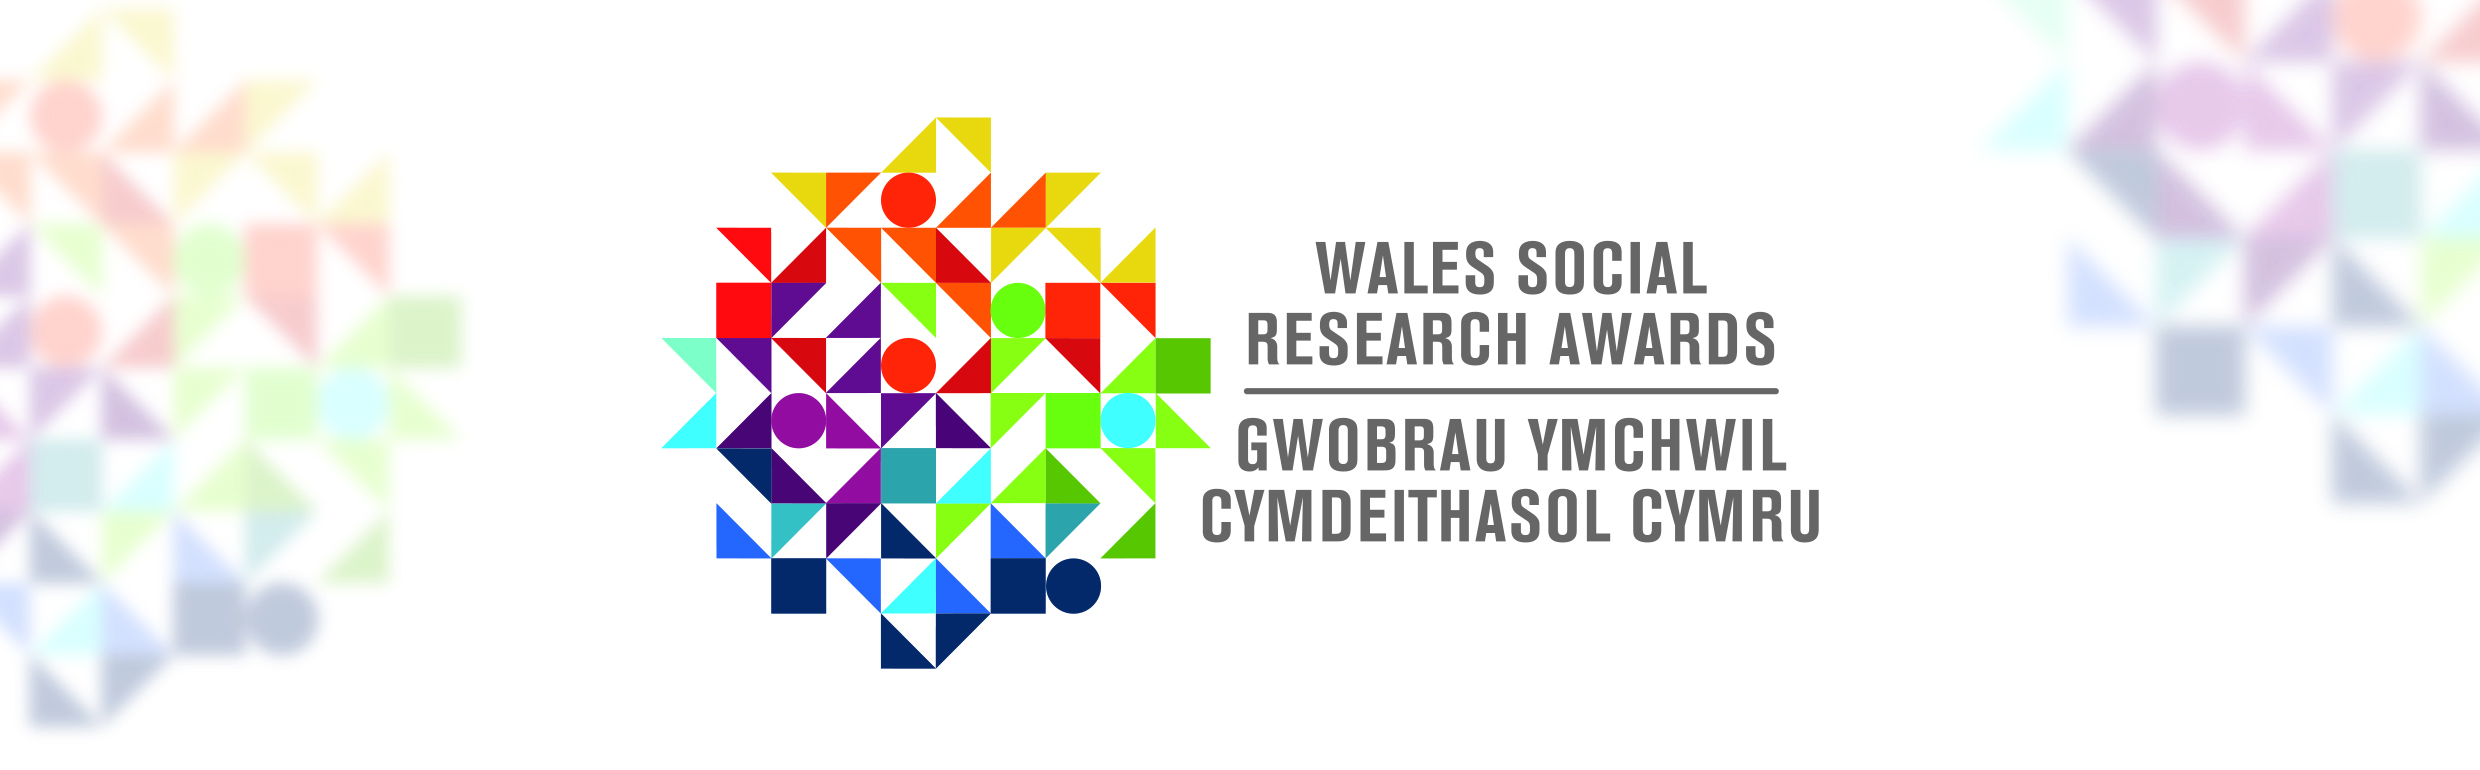 WALES SOCIAL
RESEARCH AWARDS
GWOBRAU YMCHWIL
CYMDEITHASOL CYMRU